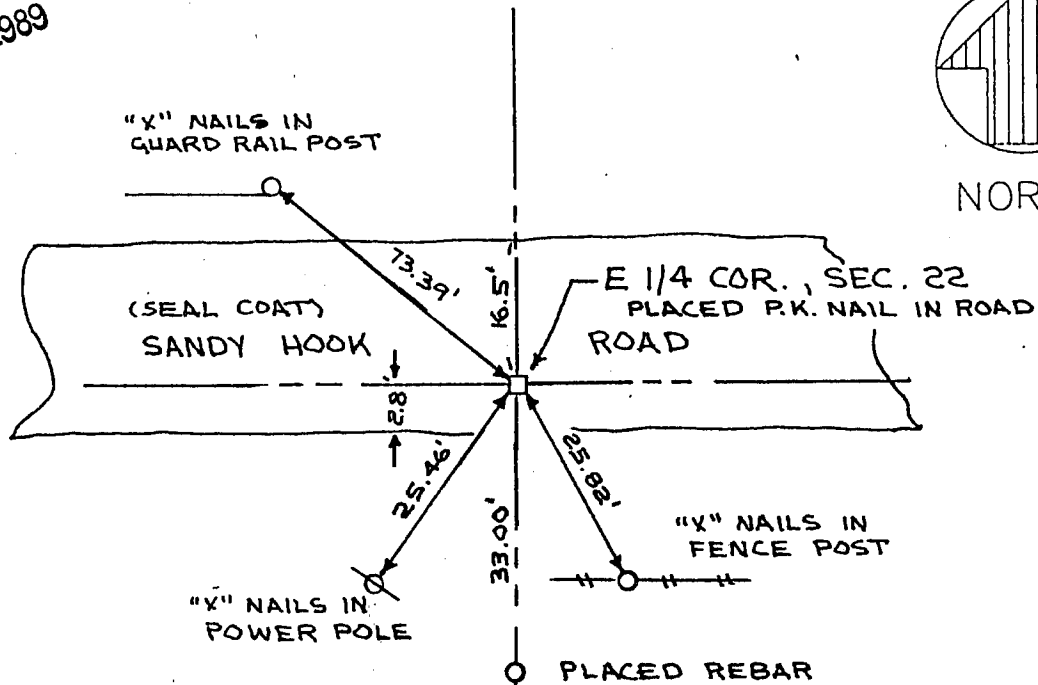 1989
"X" NAILS IN
GUARD RAIL POST
NOR
73.39'
16.5'
E 1/4 COR., SEC. 22
PLACED P.K. NAIL IN ROAD
(SEAL COAT)
SANDY HOOK ROAD
2.8'
25.46'
25.82'
33.00'
"X" NAILS IN
FENCE POST
"X" NAILS IN
POWER POLE
PLACED REBAR